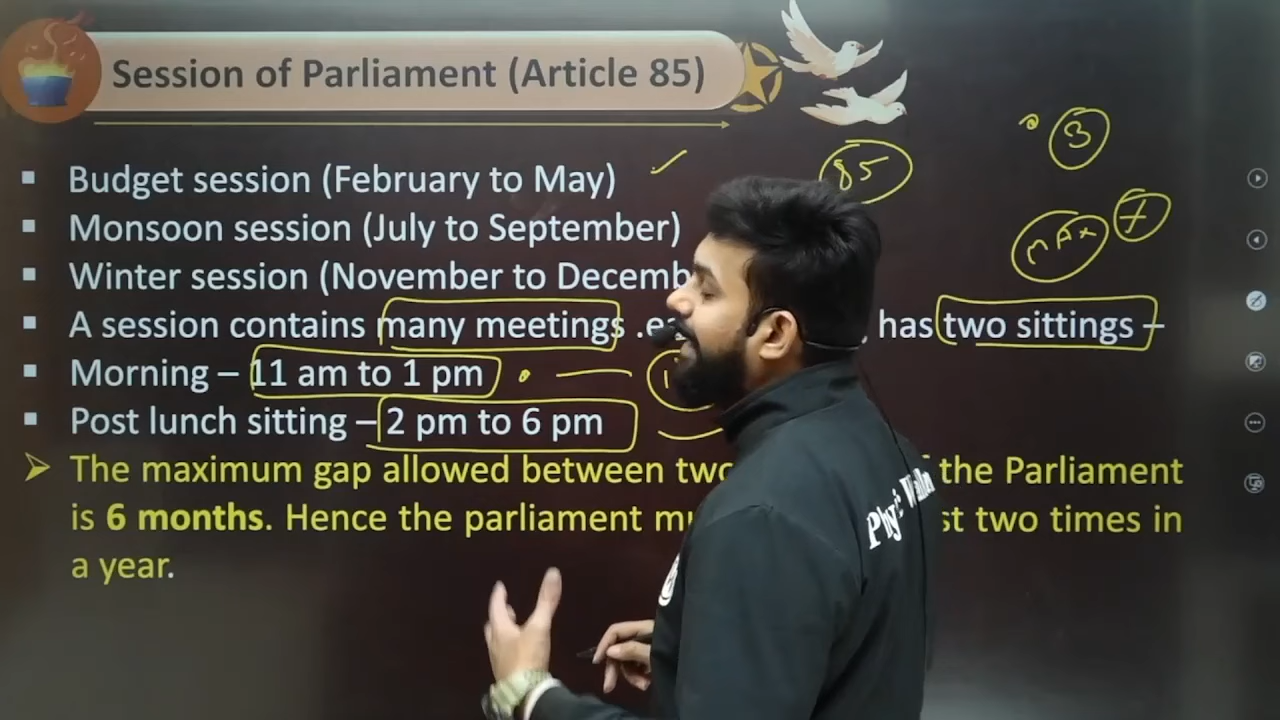 Session of Parliament (Article 85)
3
85
Budget session (February to May)
MAX
Monsoon session (July to September)
Winter session (November to Decemb
A session contains many meetings .ea has two sittings –
Morning – 11 am to 1 pm
Post lunch sitting – 2 pm to 6 pm
The maximum gap allowed between two the Parliament
is 6 months. Hence the parliament mu st two times in
a year.